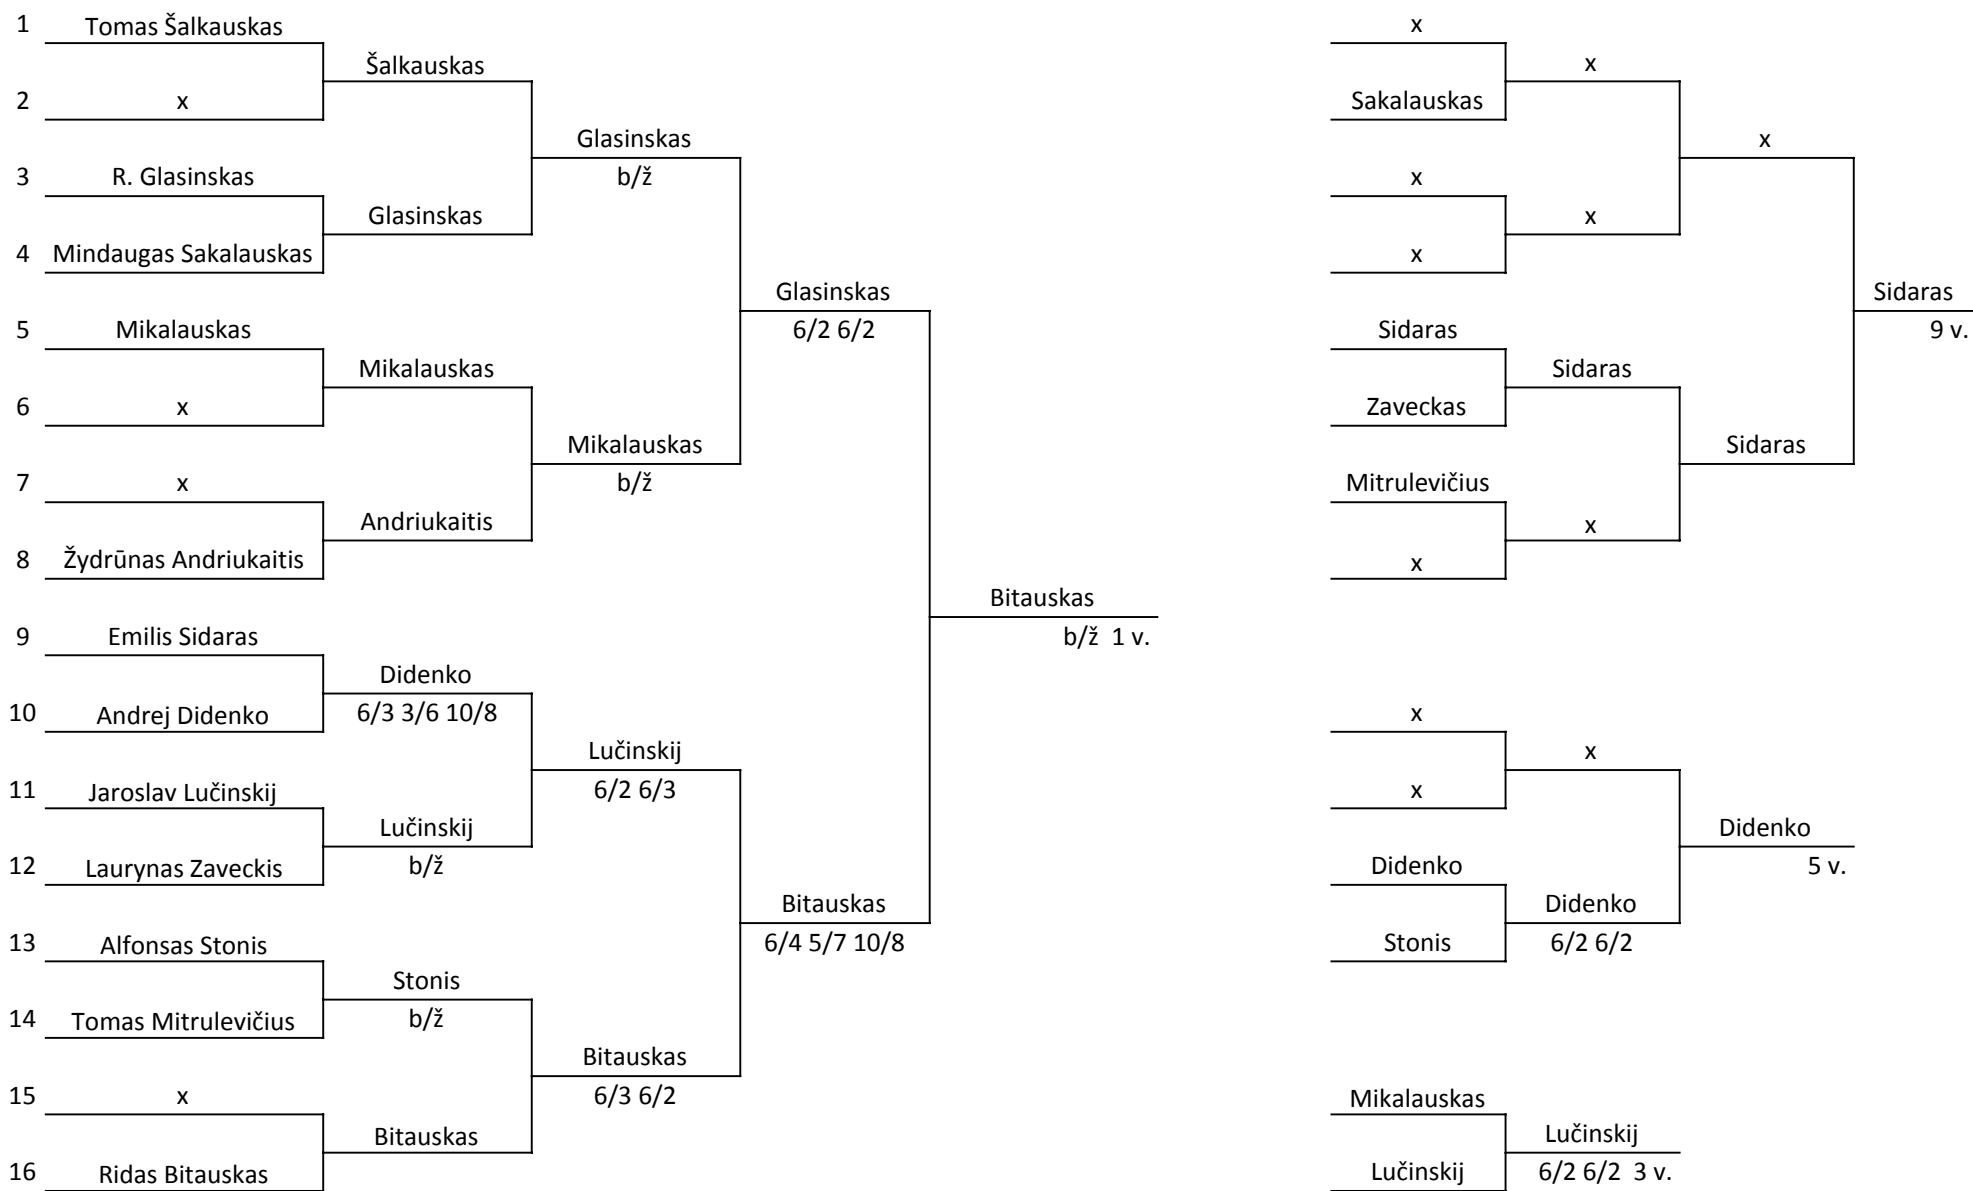 1
Tomas Šalkauskas
Šalkauskas
2
x
Glasinskas
b/ž
3
R. Glasinskas
Glasinskas
4
Mindaugas Sakalauskas
Glasinskas
6/2 6/2
5
Mikalauskas
Mikalauskas
6
x
Mikalauskas
b/ž
7
x
Andriukaitis
8
Žydrūnas Andriukaitis
Bitauskas
b/ž 1 v.
9
Emilis Sidaras
Didenko
6/3 3/6 10/8
10
Andrej Didenko
Lučinskij
6/2 6/3
11
Jaroslav Lučinskij
Lučinskij
b/ž
12
Laurynas Zaveckis
Bitauskas
6/4 5/7 10/8
13
Alfonsas Stonis
Stonis
b/ž
14
Tomas Mitrulevičius
Bitauskas
6/3 6/2
15
x
Bitauskas
16
Ridas Bitauskas
x
x
Sakalauskas
x
x
x
x
Sidaras
9 v.
Sidaras
Sidaras
Zaveckas
Sidaras
Mitrulevičius
x
x
x
x
x
Didenko
5 v.
Didenko
Didenko
6/2 6/2
Stonis
Mikalauskas
Lučinskij
6/2 6/2 3 v.
Lučinskij